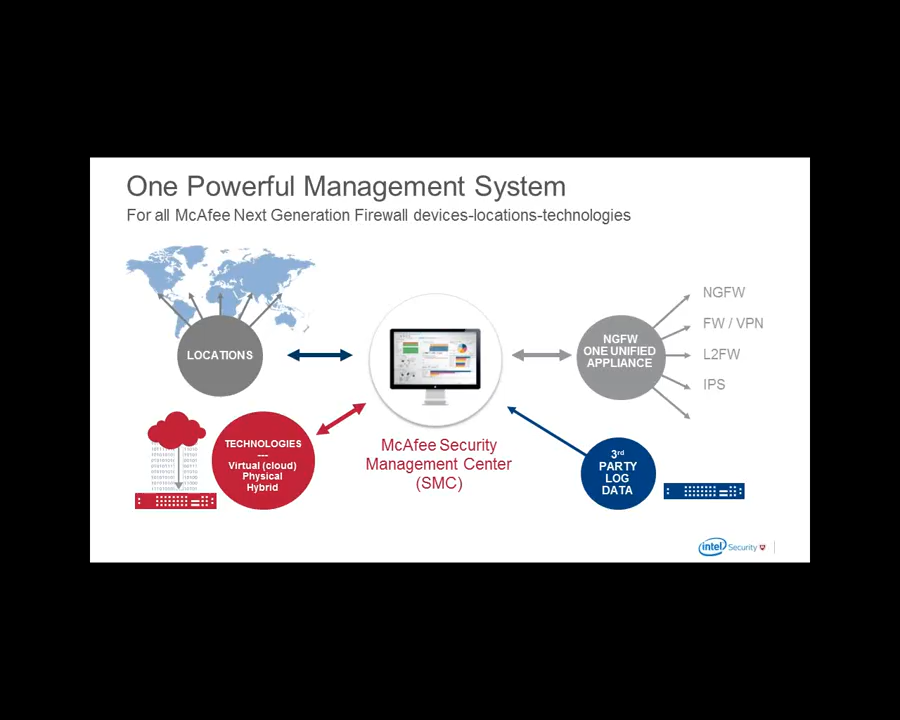 One Powerful Management System
For all McAfee Next Generation Firewall devices-locations-technologies
LOCATIONS
NGFW
ONE UNIFIED
APPLIANCE
NGFW
FW / VPN
L2FW
IPS
TECHNOLOGIES
---
Virtual (cloud)
Physical
Hybrid
McAfee Security
Management Center
(SMC)
3rd
PARTY
LOG
DATA
intel Security